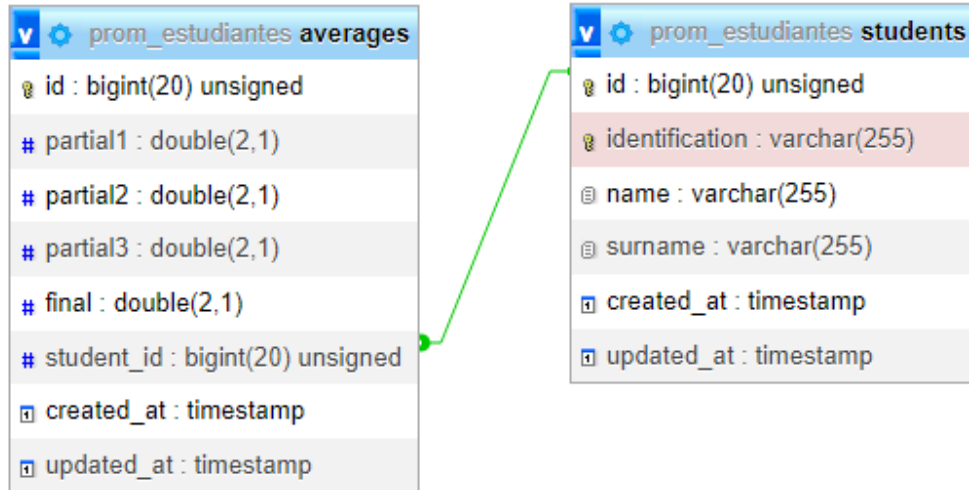 v prom_estudiantes averages
id : bigint(20) unsigned
partial1 : double(2,1)
partial2 : double(2,1)
partial3 : double(2,1)
final : double(2,1)
student_id : bigint(20) unsigned
created_at : timestamp
updated_at : timestamp
v prom_estudiantes students
id : bigint(20) unsigned
identification : varchar(255)
name : varchar(255)
surname : varchar(255)
created_at : timestamp
updated_at : timestamp